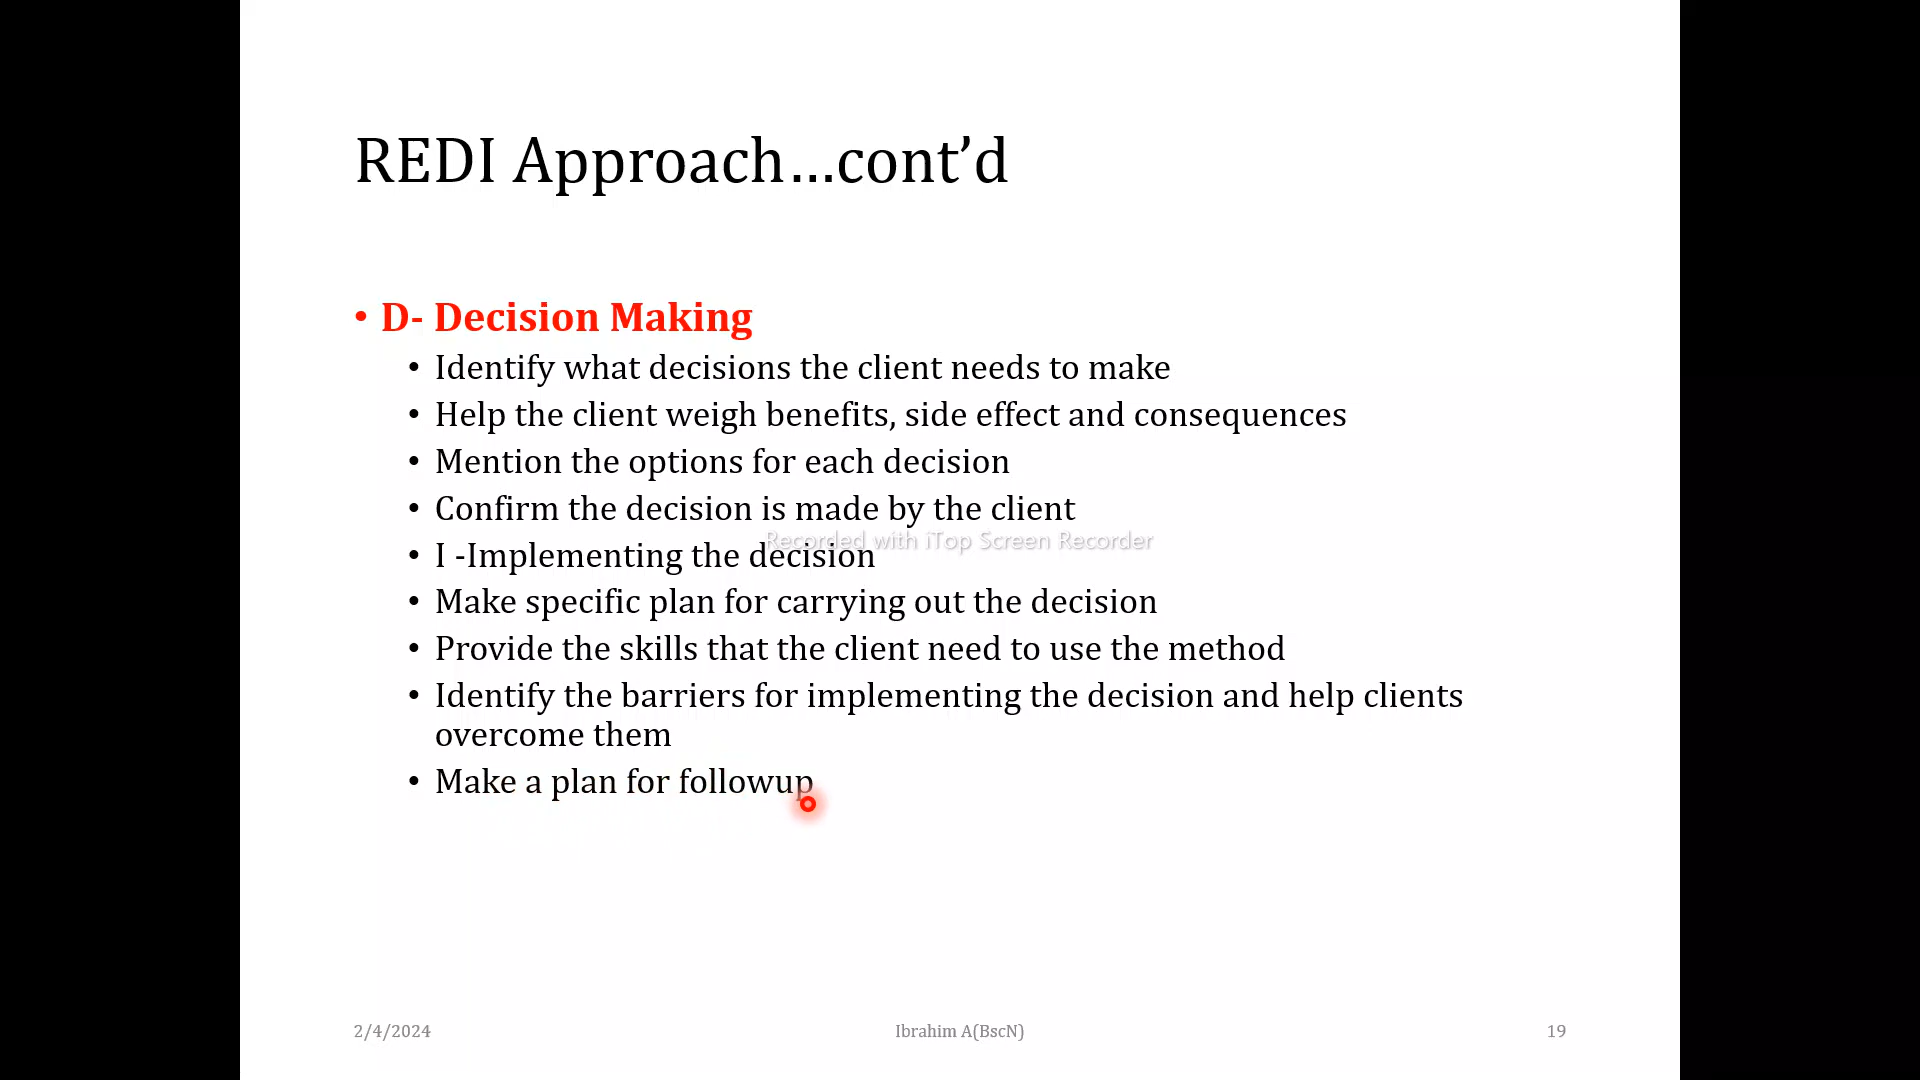 REDI Approach…cont’d
• D- Decision Making
• Identify what decisions the client needs to make
• Help the client weigh benefits, side effect and consequences
• Mention the options for each decision
• Confirm the decision is made by the client
Recorded with iTop Screen Recorder
• I -Implementing the decision
• Make specific plan for carrying out the decision
• Provide the skills that the client need to use the method
• Identify the barriers for implementing the decision and help clients
overcome them
• Make a plan for followup
2/4/2024
Ibrahim A(BscN)
19